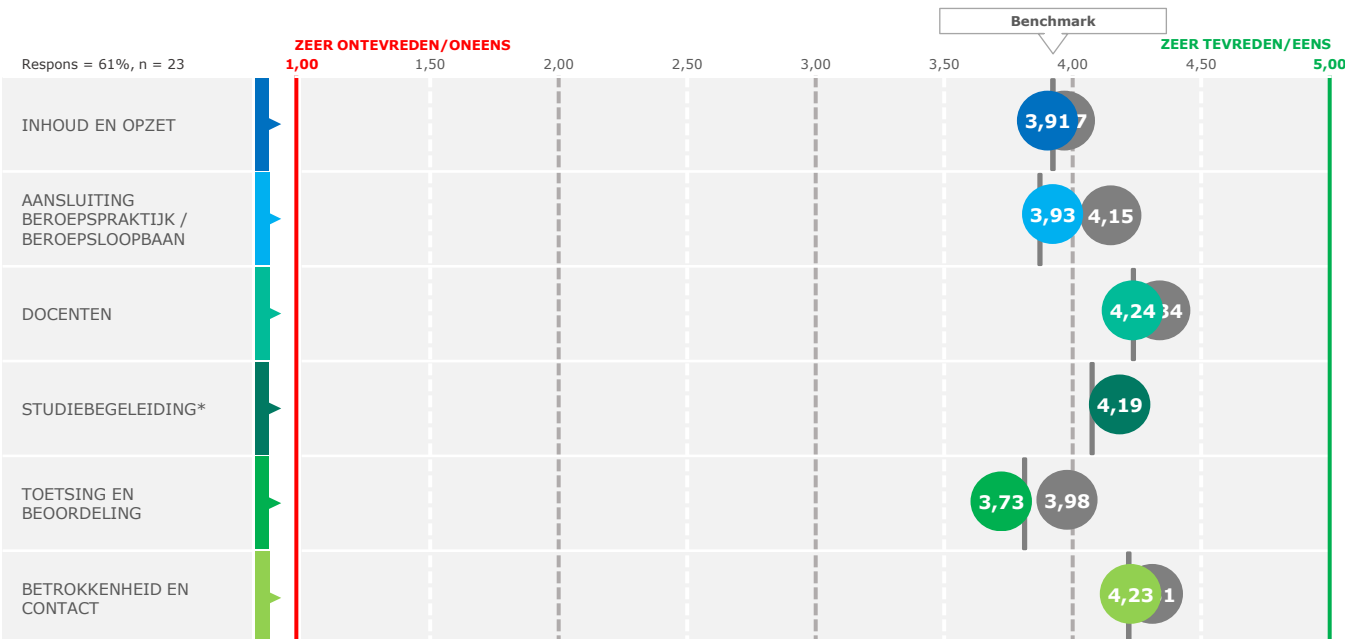 Benchmark
ZEER ONTEVREDEN/ONEENS
ZEER TEVREDEN/EENS
Respons = 61%, n = 23
1,00 1,50 2,00 2,50 3,00 3,50 4,00 4,50 5,00
INHOUD EN OPZET
3,91 7
AANSLUITING
BEROEPSPRAKTIJK /
BEROEPSLOOPBAAN
3,93 4,15
DOCENTEN
4,24 34
STUDIEBEGELEIDING*
4,19
TOETSING EN
BEOORDELING
3,73 3,98
BETROKKENHEID EN
CONTACT
4,23 1